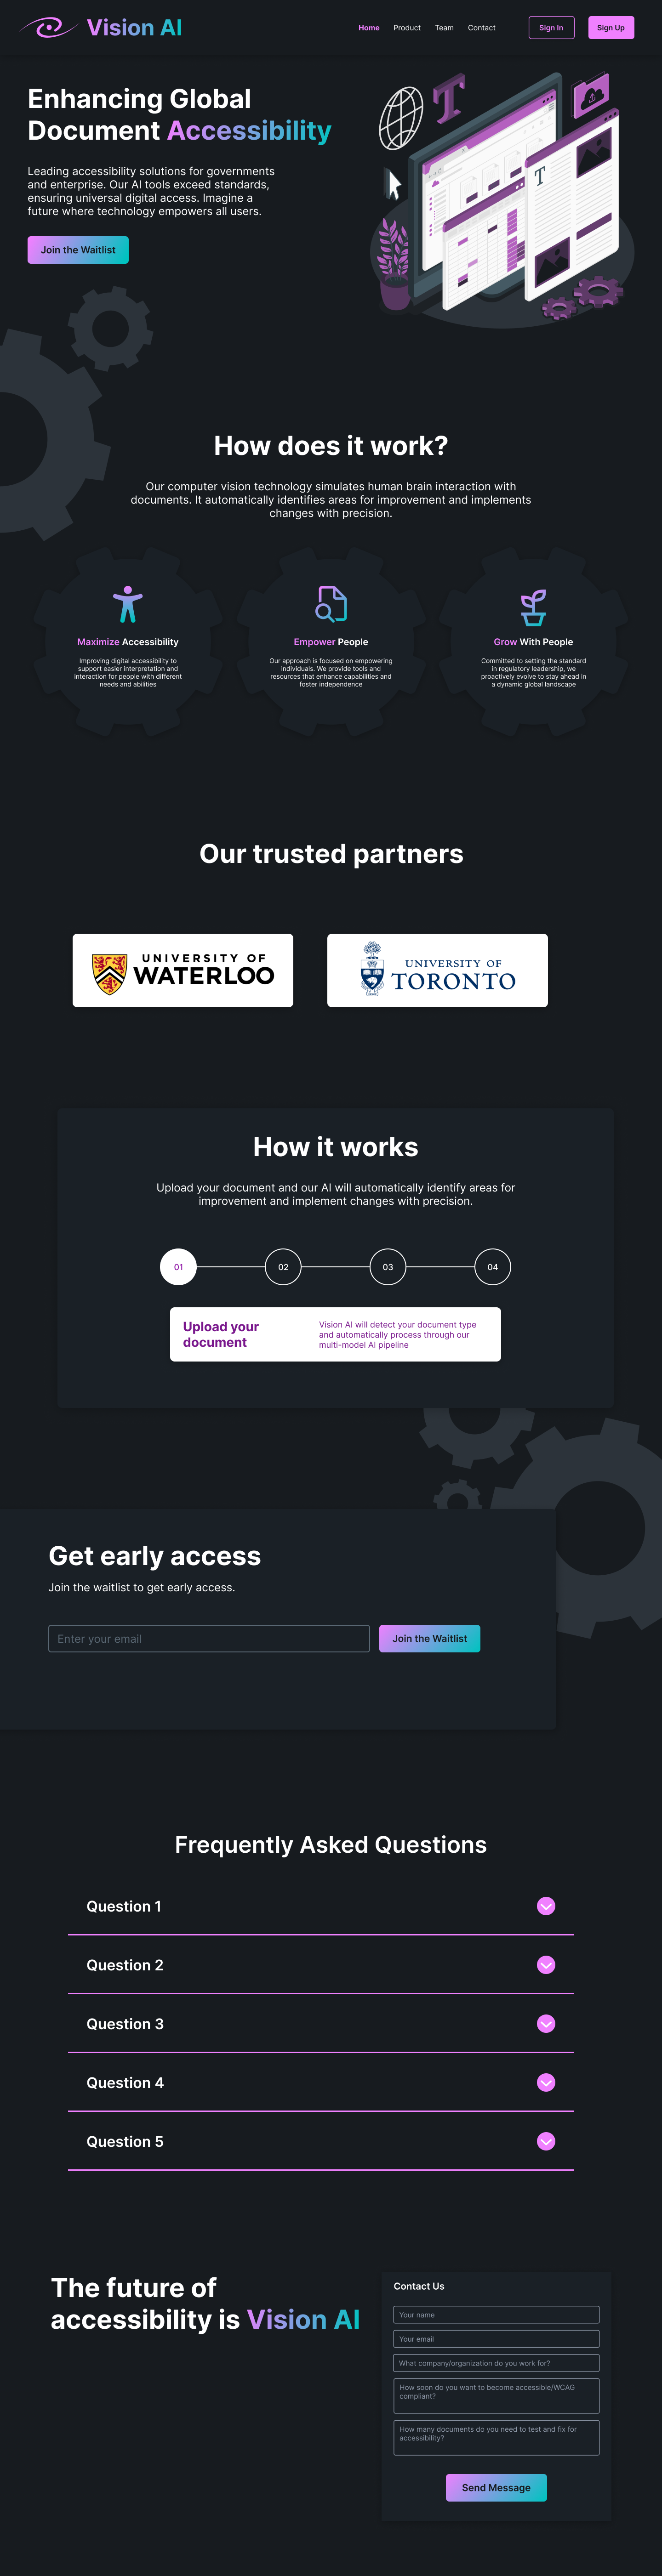 Vision AI
Home
Product
Team
Contact
Sign In
Sign Up
Enhancing Global
Document Accessibility
Leading accessibility solutions for governments
and enterprise. Our AI tools exceed standards,
ensuring universal digital access. Imagine a
future where technology empowers all users.
Join the Waitlist
T
T
How does it work?
Our computer vision technology simulates human brain interaction with
documents. It automatically identifies areas for improvement and implements
changes with precision.
Maximize Accessibility
Improving digital accessibility to
support easier interpretation and
interaction for people with different
needs and abilities
Empower People
Our approach is focused on empowering
individuals. We provide tools and
resources that enhance capabilities and
foster independence
Grow With People
Committed to setting the standard
in regulatory leadership, we
proactively evolve to stay ahead in
a dynamic global landscape
Our trusted partners
UNIVERSITY OF
WATERLOO
UNIVERSITY OF
TORONTO
How it works
Upload your document and our AI will automatically identify areas for
improvement and implement changes with precision.
01
02
03
04
Upload your
document
Vision AI will detect your document type
and automatically process through our
multi-model AI pipeline
Get early access
Join the waitlist to get early access.
Enter your email
Join the Waitlist
Frequently Asked Questions
Question 1
Question 2
Question 3
Question 4
Question 5
The future of
accessibility is Vision AI
Contact Us
Your name
Your email
What company/organization do you work for?
How soon do you want to become accessible/WCAG
compliant?
How many documents do you need to test and fix for
accessibility?
Send Message